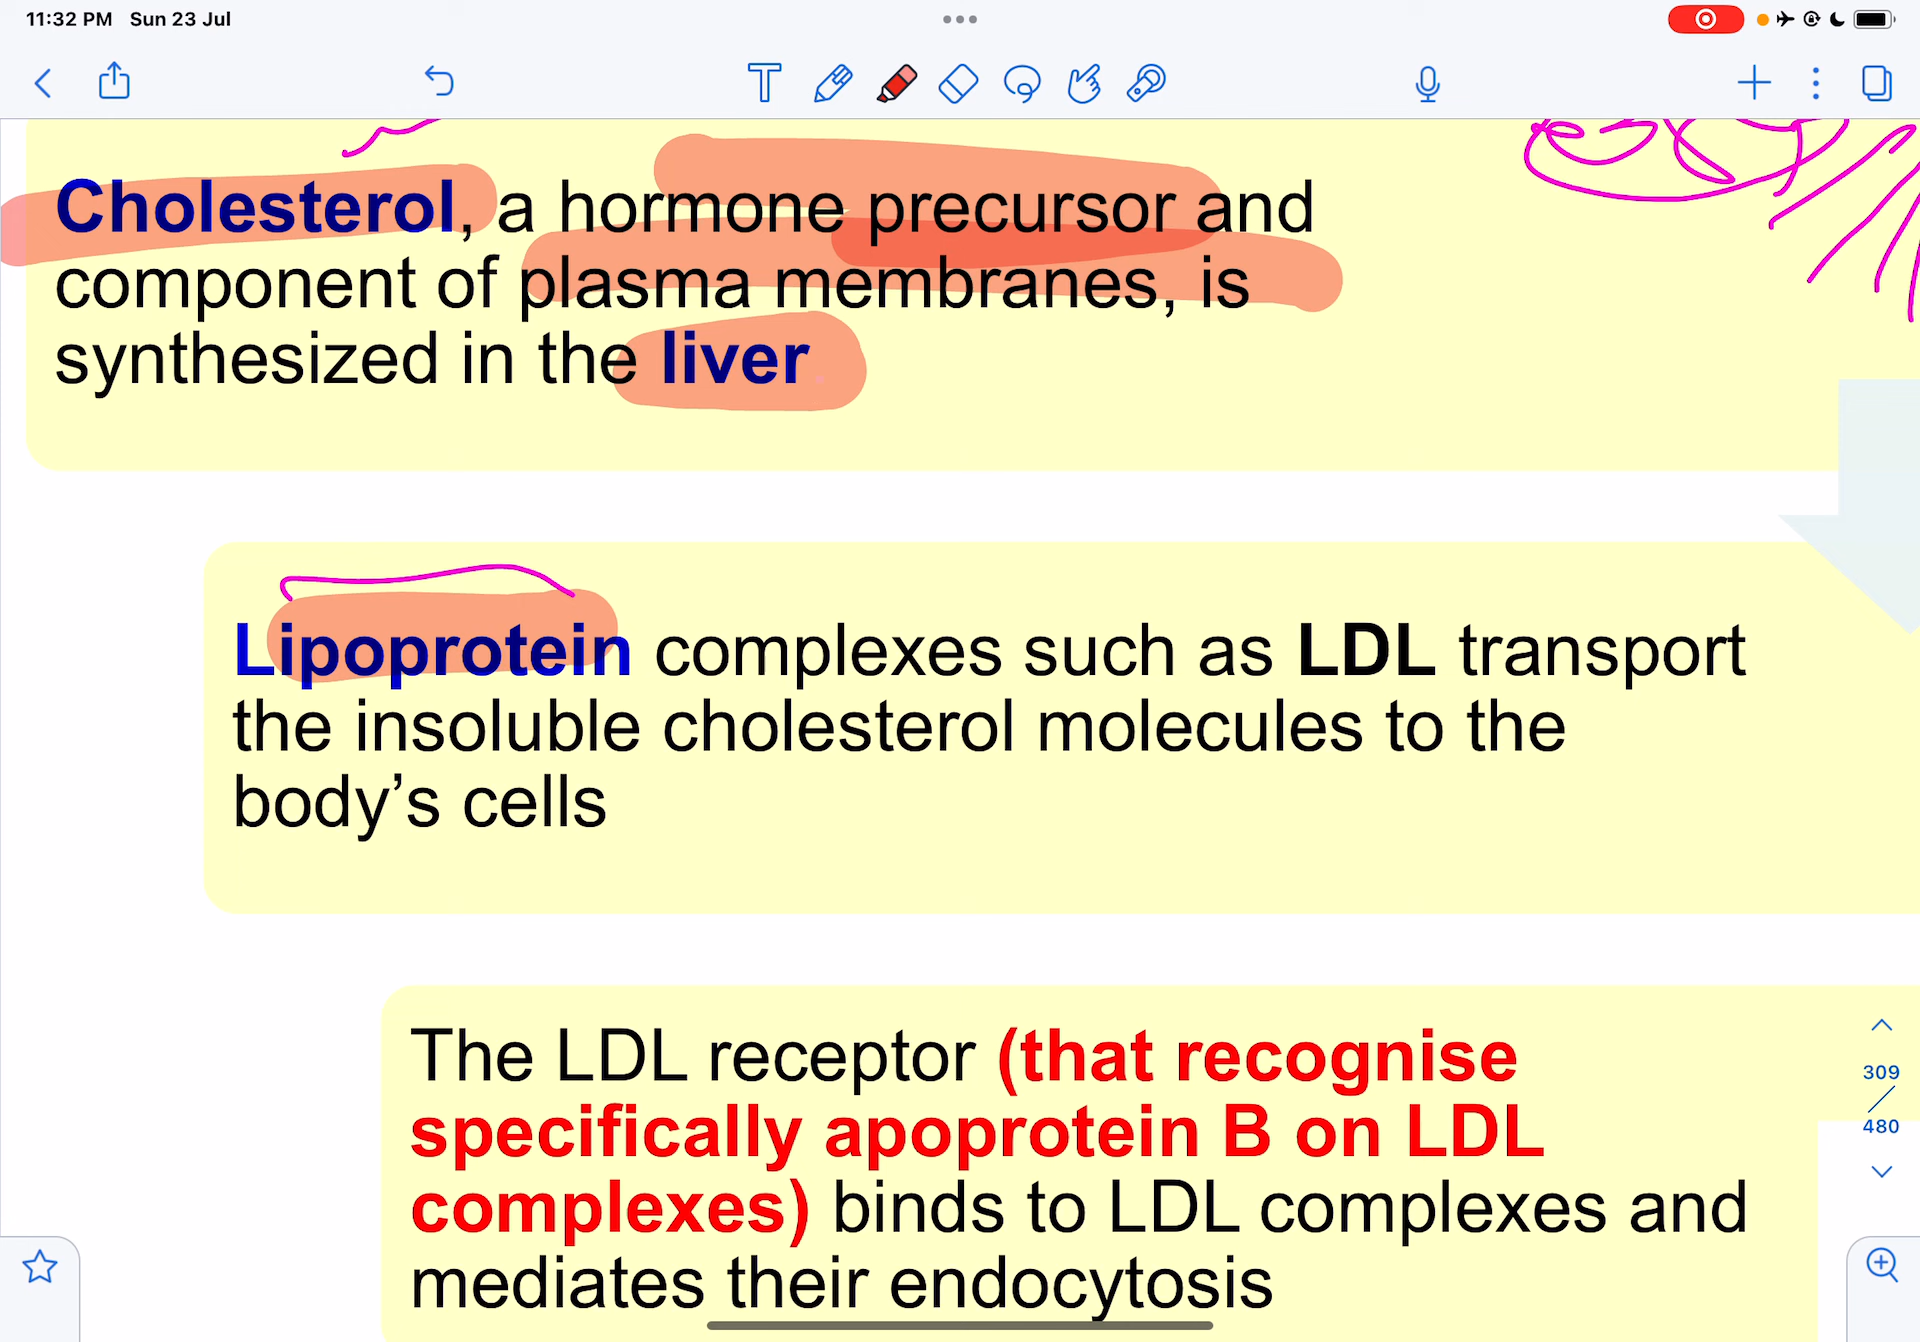 11:32 PM Sun 23 Jul
Cholesterol, a hormone precursor and
component of plasma membranes, is
synthesized in the liver
Lipoprotein complexes such as LDL transport
the insoluble cholesterol molecules to the
body’s cells
The LDL receptor (that recognise
specifically apoprotein B on LDL
complexes) binds to LDL complexes and
mediates their endocytosis
309
480